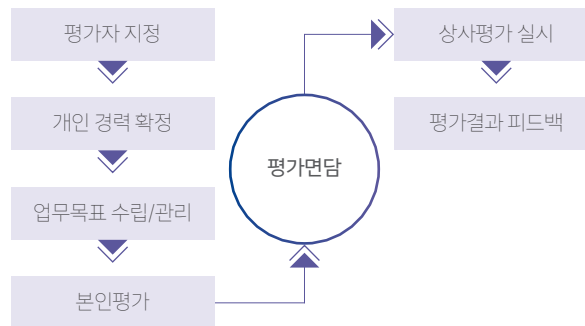 평가자 지정
개인 경력 확정
업무목표 수립/관리
본인평가
평가면담
상사평가 실시
평가결과 피드백